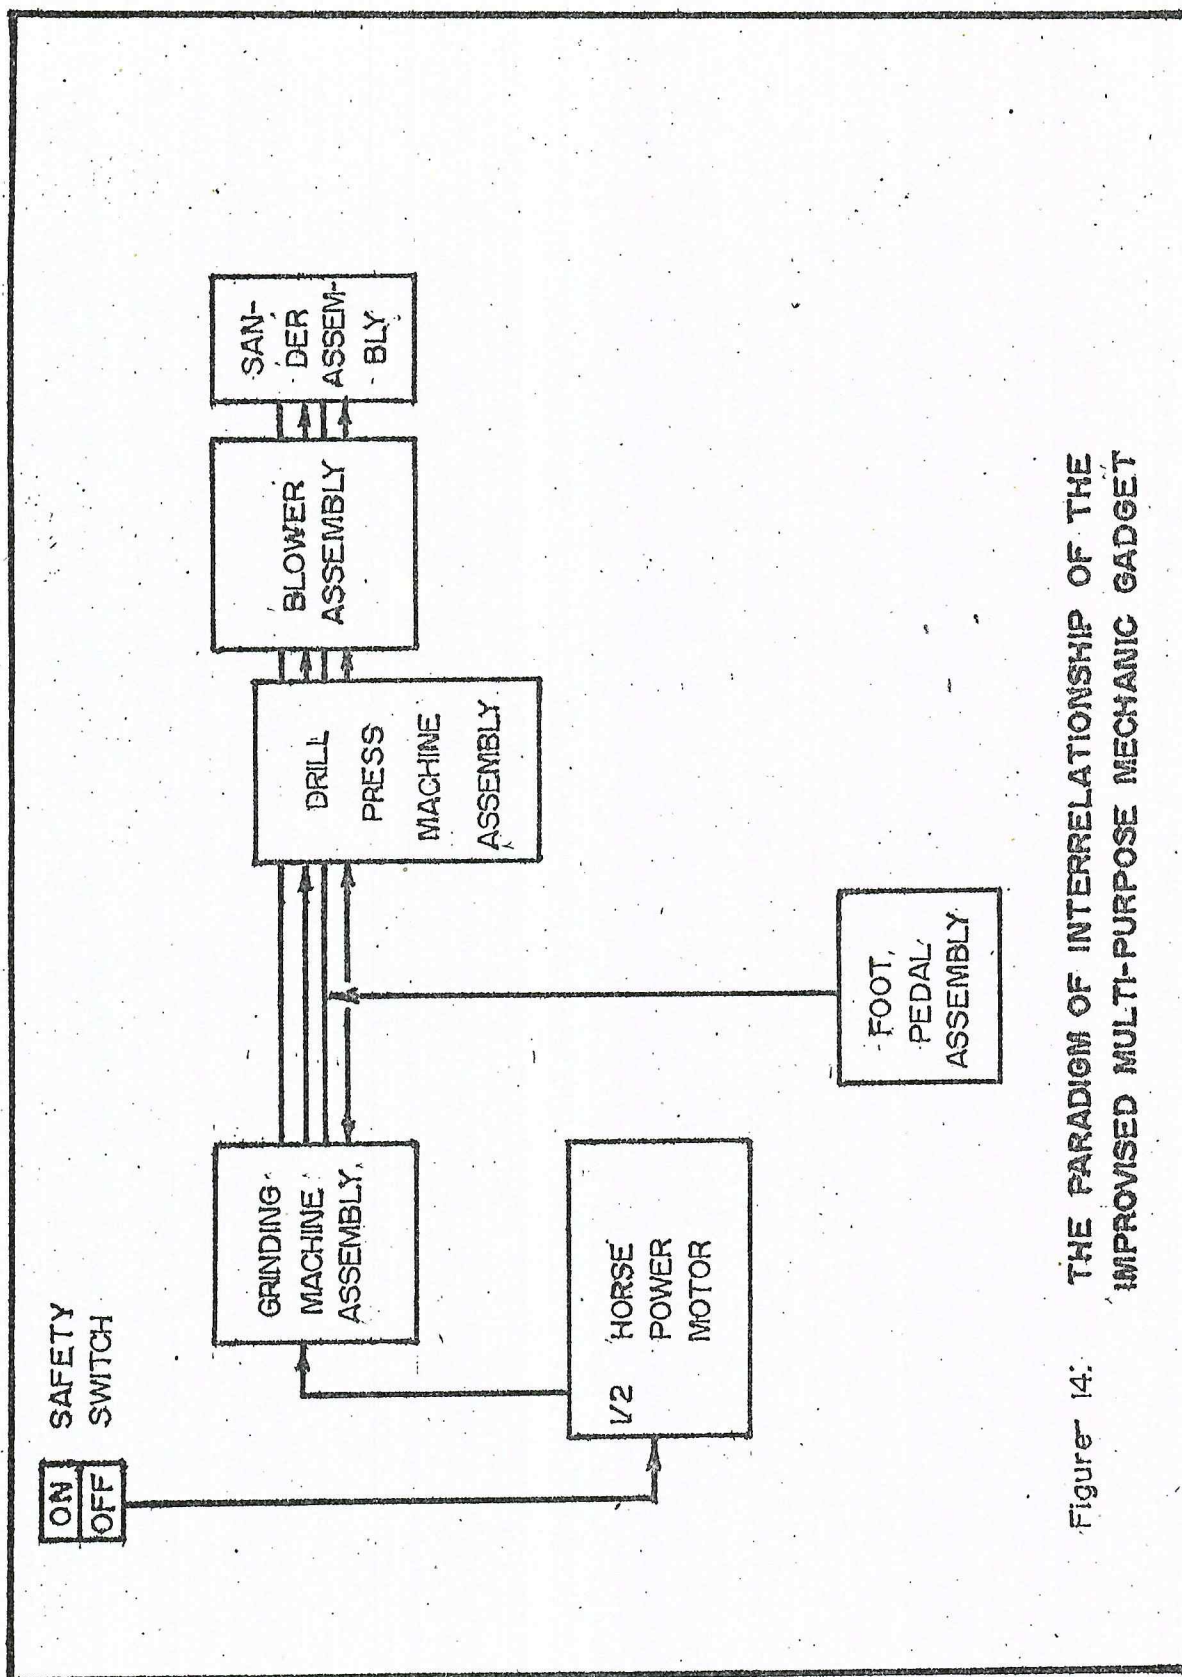 ON
OFF
SAFETY
SWITCH
GRINDING
MACHINE
ASSEMBLY
1/2 HORSE
POWER
MOTOR
FOOT
PEDAL
ASSEMBLY
DRILL
PRESS
MACHINE
ASSEMBLY
BLOWER
ASSEMBLY
SAN-
DER
ASSEM-
BLY
Figure 14: THE PARADIGM OF INTERRELATIONSHIP OF THE
IMPROVISED MULTI-PURPOSE MECHANIC GADGET